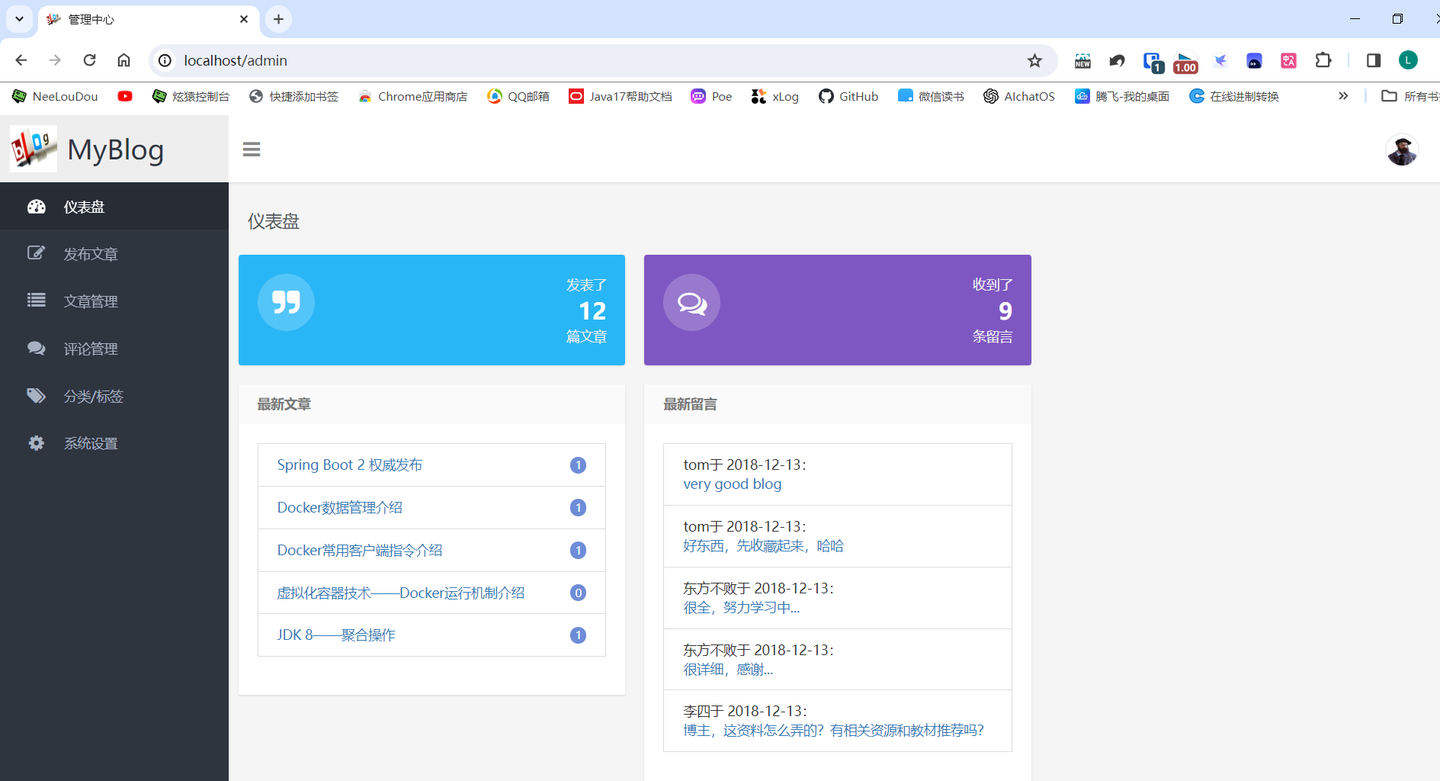 管理中心
localhost/admin
NEW
1
1.00
L
NeeLouDou
炫猿控制台
快捷添加书签
Chrome应用商店
QQ邮箱
Java17帮助文档
Poe
xLog
GitHub
微信读书
AIchatOS
腾飞-我的桌面
在线进制转换
所有书
BLOG
MyBlog
仪表盘
发布文章
文章管理
评论管理
分类/标签
系统设置
仪表盘
发表了
12
篇文章
收到了
9
条留言
最新文章
Spring Boot 2 权威发布 1
Docker数据管理介绍 1
Docker常用客户端指令介绍 1
虚拟化容器技术——Docker运行机制介绍 0
JDK 8——聚合操作 1
最新留言
tom于 2018-12-13：
very good blog
tom于 2018-12-13：
好东西，先收藏起来，哈哈
东方不败于 2018-12-13：
很全，努力学习中...
东方不败于 2018-12-13：
很详细，感谢...
李四于 2018-12-13：
博主，这资料怎么弄的？有相关资源和教材推荐吗？